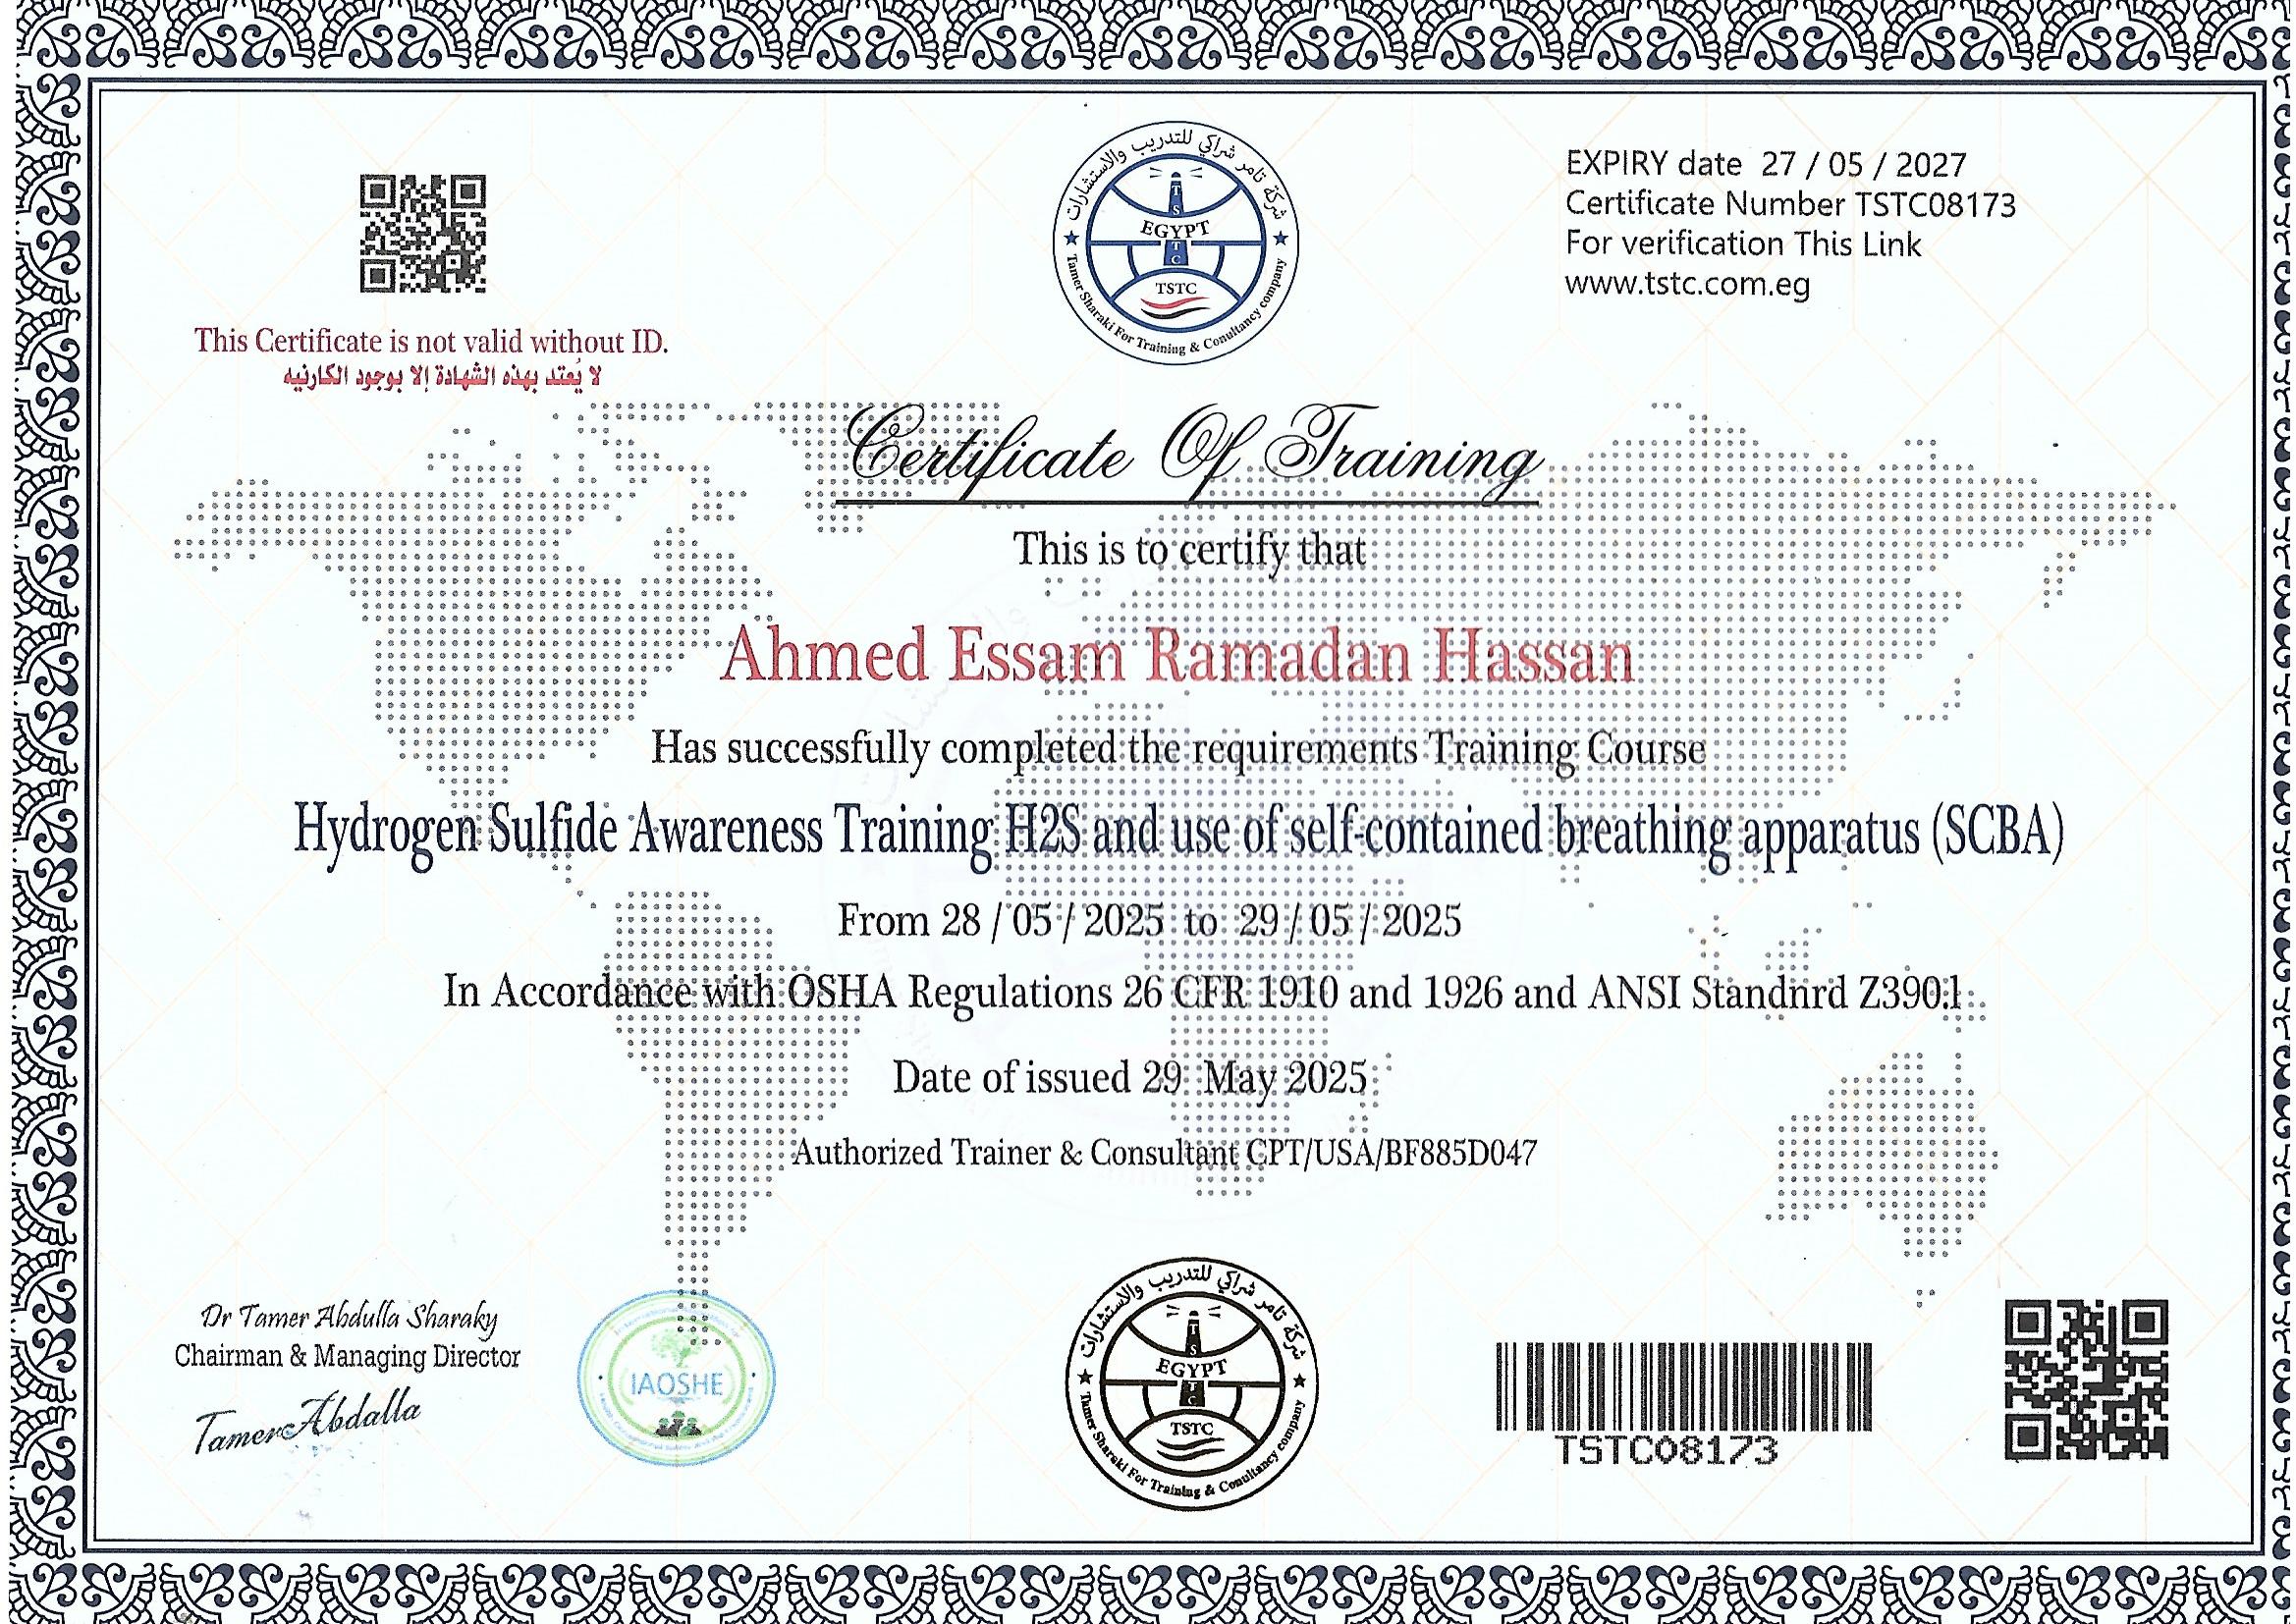 شركة تامر شراكي للتدريب والاستشارات
EGYPT
TSTC
Tamer Sharaki For Training & Conultancy company
EXPIRY date 27 / 05 / 2027
Certificate Number TSTC08173
For verification This Link
www.tstc.com.eg
This Certificate is not valid without ID.
لا يُعتد بهذه الشهادة إلا بوجود الكارنيه
Certificate Of Training
This is to certify that
Ahmed Essam Ramadan Hassan
Has successfully completed the requirements Training Course
Hydrogen Sulfide Awareness Training H2S and use of self-contained breathing apparatus (SCBA)
From 28 / 05 / 2025 to 29 / 05 / 2025
In Accordance with OSHA Regulations 26 CFR 1910 and 1926 and ANSI Standnrd Z390.1
Date of issued 29 May 2025
Authorized Trainer & Consultant CPT/USA/BF885D047
Dr Tamer Abdulla Sharaky
Chairman & Managing Director
Tamer Abdalla
IAOSHE
شركة تامر شراكي للتدريب والاستشارات
EGYPT
TSTC
Tamer Sharaki For Training & Conultancy company
TSTC08173